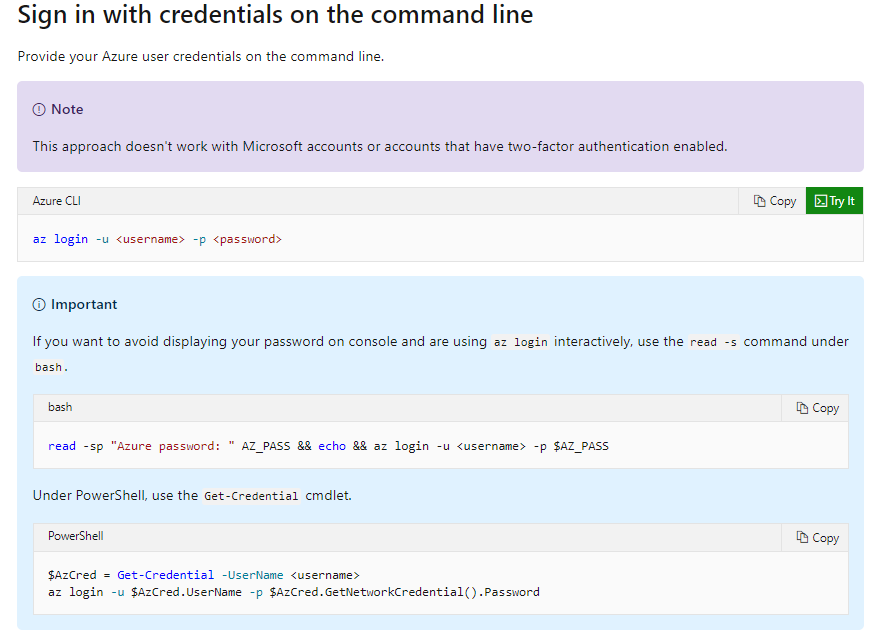 Sign in with credentials on the command line
Provide your Azure user credentials on the command line.
Note
This approach doesn't work with Microsoft accounts or accounts that have two-factor authentication enabled.
Azure CLI
Copy
Try It
az login -u <username> -p <password>
Important
If you want to avoid displaying your password on console and are using az login interactively, use the read -s command under
bash.
bash
Copy
read -sp "Azure password: " AZ_PASS && echo && az login -u <username> -p $AZ_PASS
Under PowerShell, use the Get-Credential cmdlet.
PowerShell
Copy
$AzCred = Get-Credential -UserName <username>
az login -u $AzCred.UserName -p $AzCred.GetNetworkCredential().Password